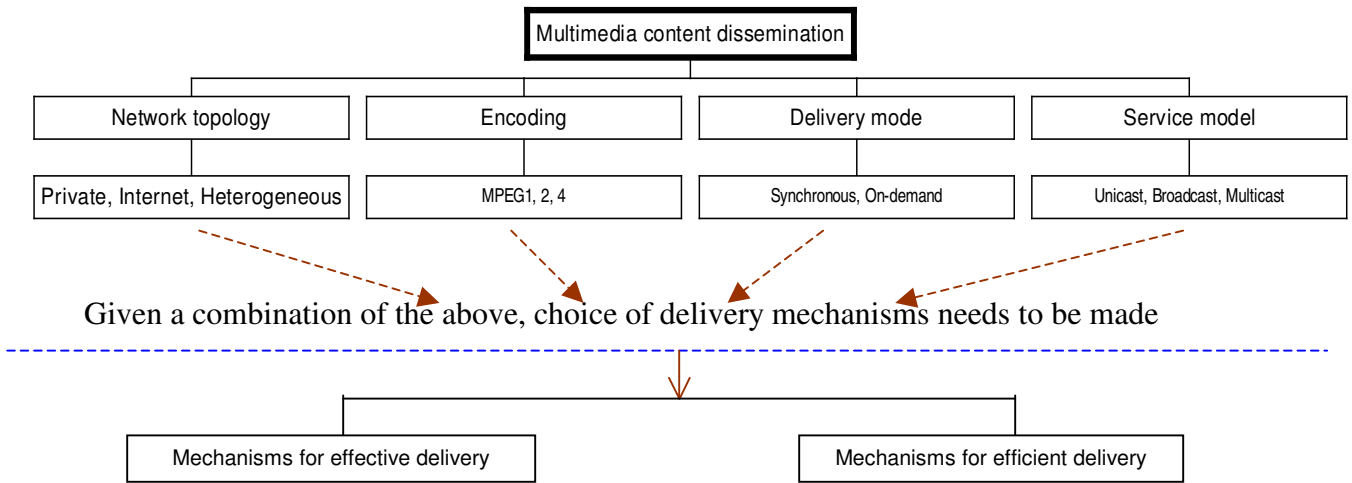 Multimedia content dissemination
Network topology
Encoding
Delivery mode
Service model
Private, Internet, Heterogeneous
MPEG1, 2, 4
Synchronous, On-demand
Unicast, Broadcast, Multicast
Given a combination of the above, choice of delivery mechanisms needs to be made
Mechanisms for effective delivery
Mechanisms for efficient delivery